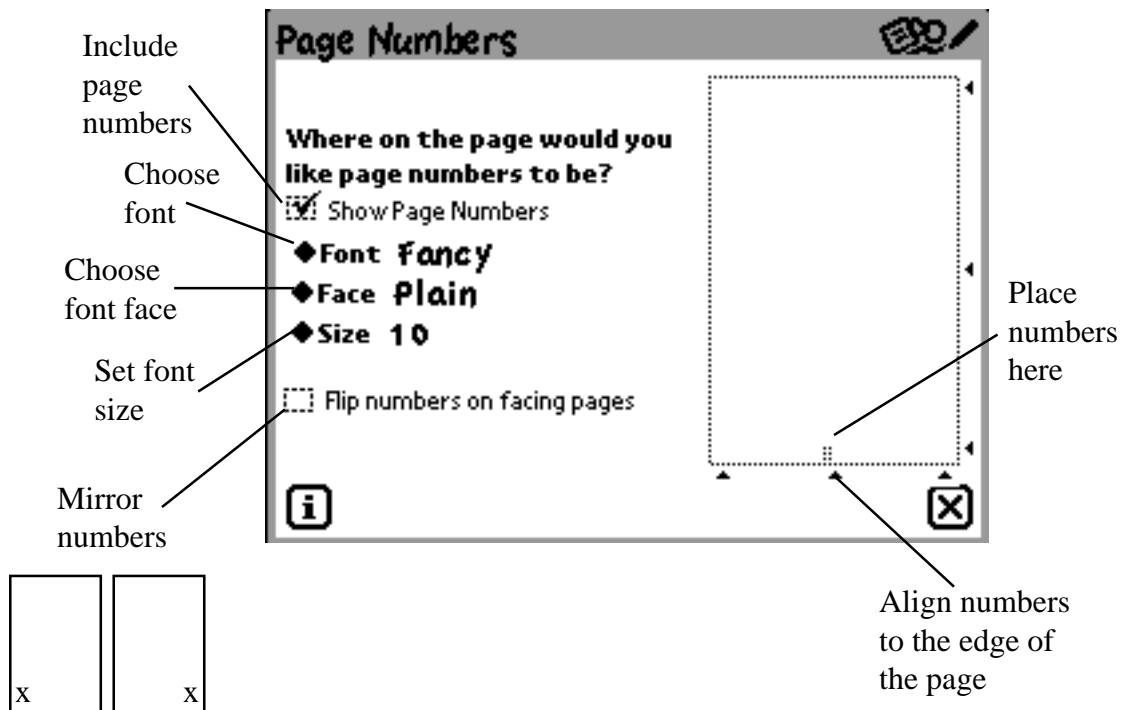 Page Numbers
Include
page
numbers
Where on the page would you
like page numbers to be?
Choose
font
Show Page Numbers
Font Fancy
Choose
font face
Face Plain
Size 10
Place
numbers
here
Set font
size
Flip numbers on facing pages
Mirror
numbers
i
Align numbers
to the edge of
the page
x x